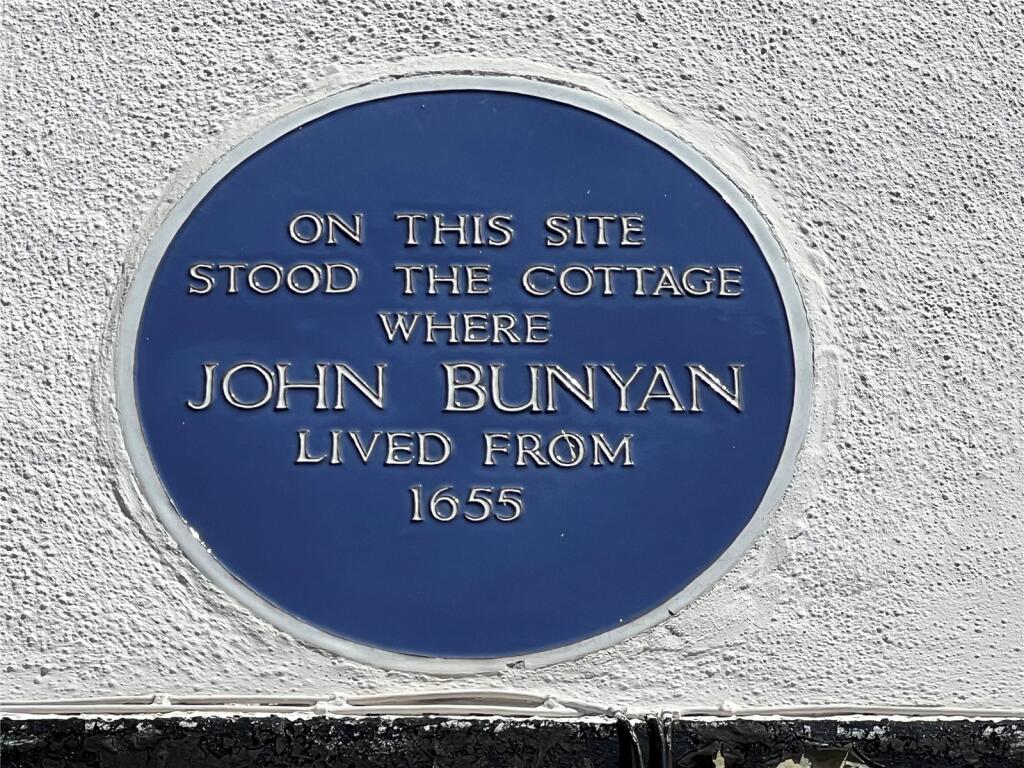 ON THIS SITE
STOOD THE COTTAGE
WHERE
JOHN BUNYAN
LIVED FROM
1655